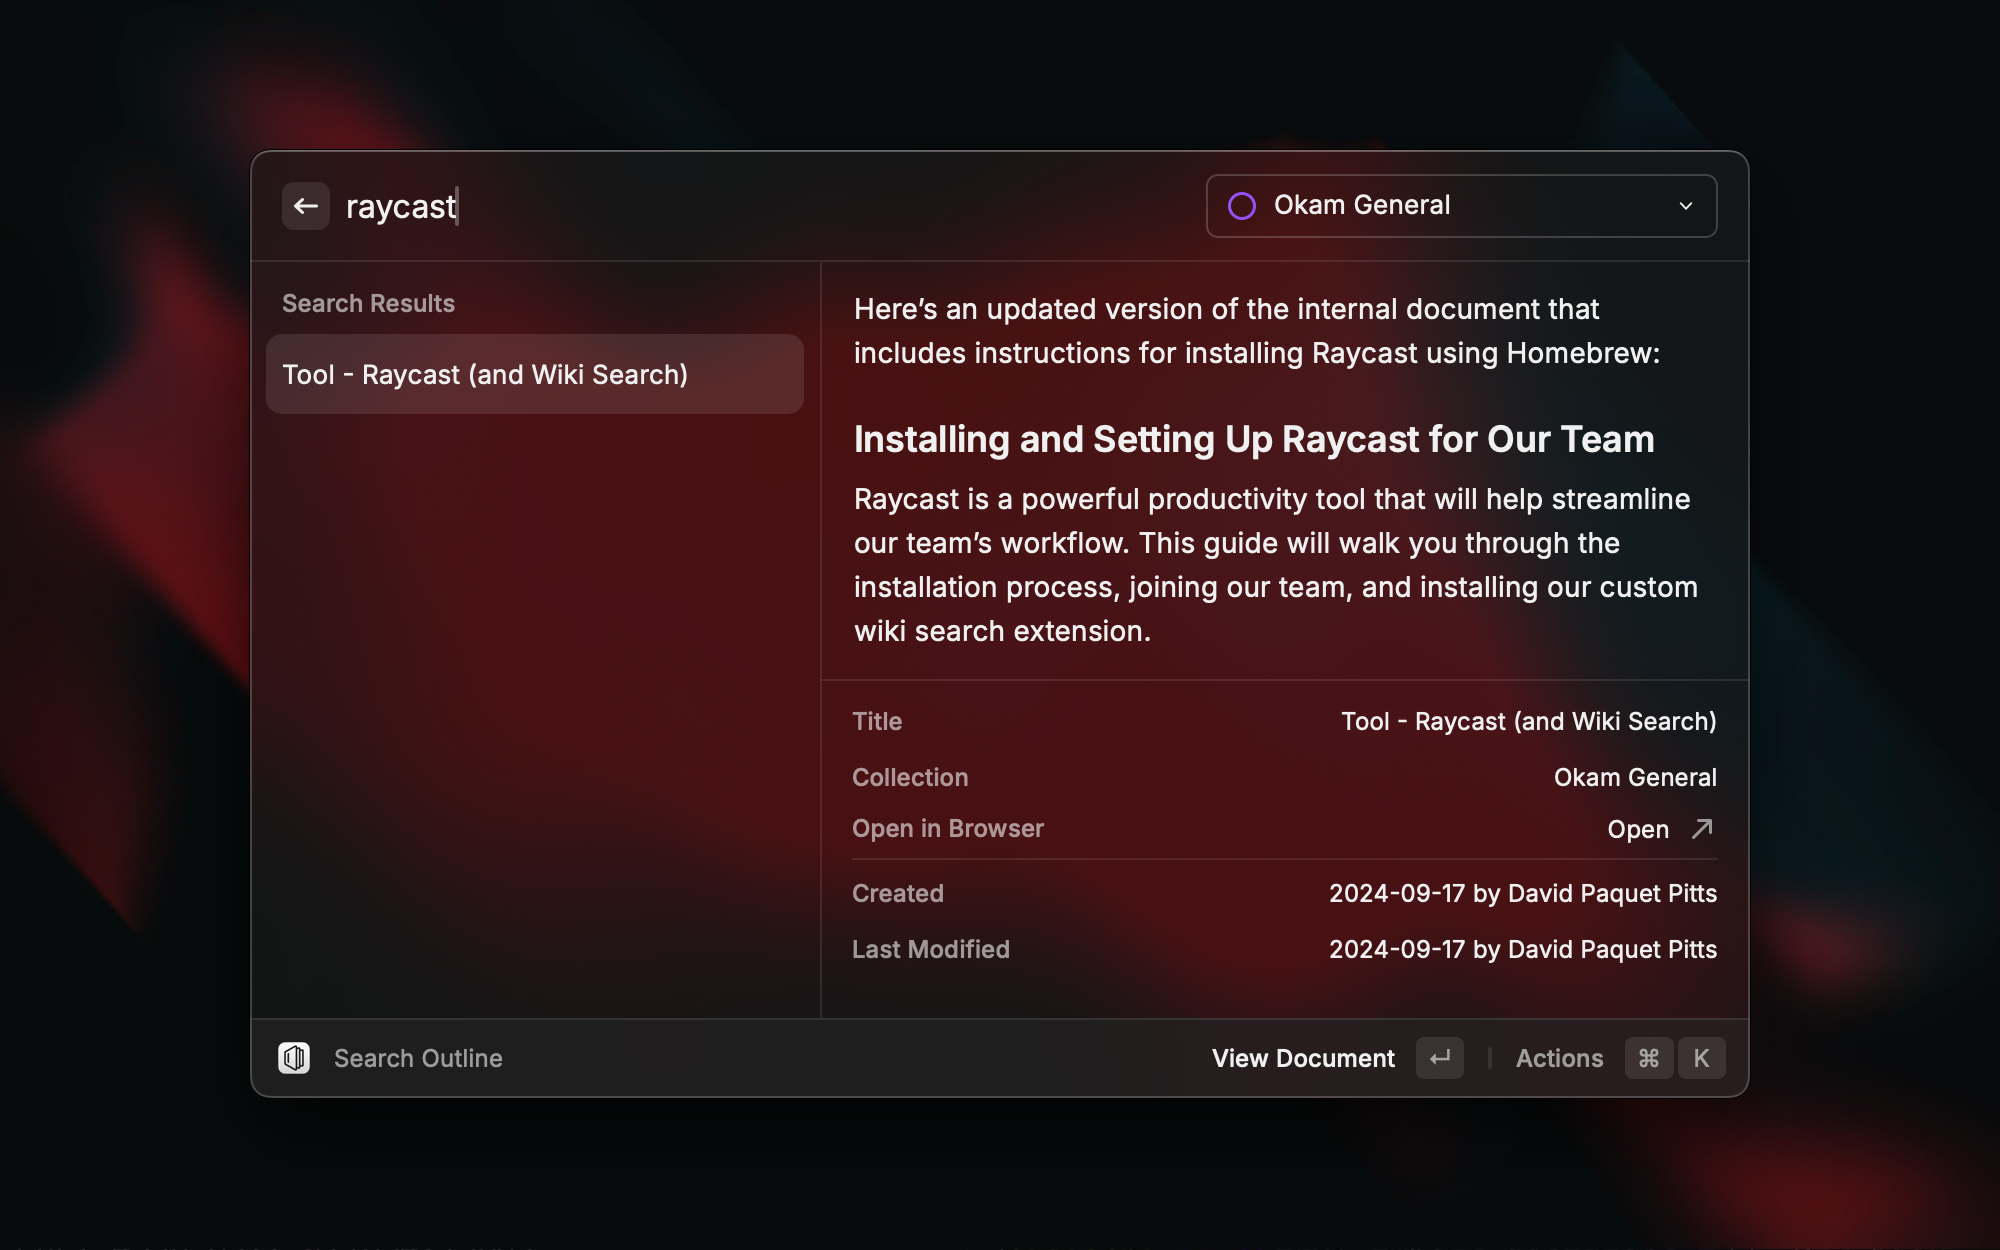 raycast
Okam General
Search Results
Tool - Raycast (and Wiki Search)
Here’s an updated version of the internal document that
includes instructions for installing Raycast using Homebrew:
Installing and Setting Up Raycast for Our Team
Raycast is a powerful productivity tool that will help streamline
our team’s workflow. This guide will walk you through the
installation process, joining our team, and installing our custom
wiki search extension.
Title Tool - Raycast (and Wiki Search)
Collection Okam General
Open in Browser Open
Created 2024-09-17 by David Paquet Pitts
Last Modified 2024-09-17 by David Paquet Pitts
Search Outline View Document ↵ Actions ⌘ K